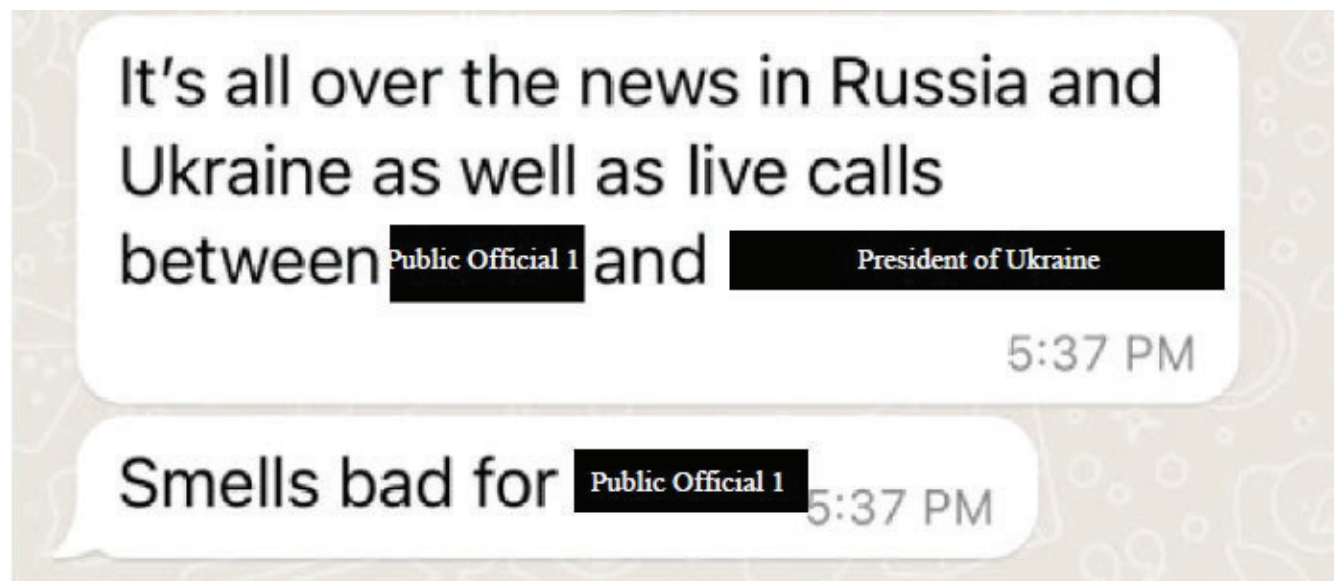 It’s all over the news in Russia and
Ukraine as well as live calls
between Public Official 1 and President of Ukraine
5:37 PM
Smells bad for Public Official 1 5:37 PM